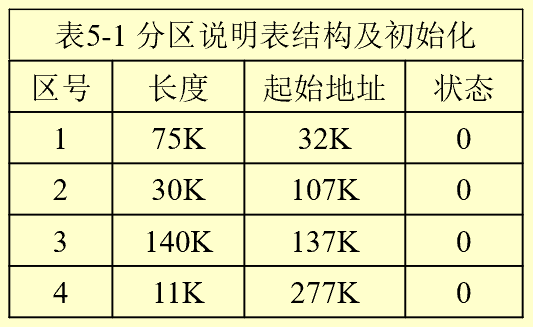 表5-1 分区说明表结构及初始化
区号 长度 起始地址 状态
1 75K 32K 0
2 30K 107K 0
3 140K 137K 0
4 11K 277K 0